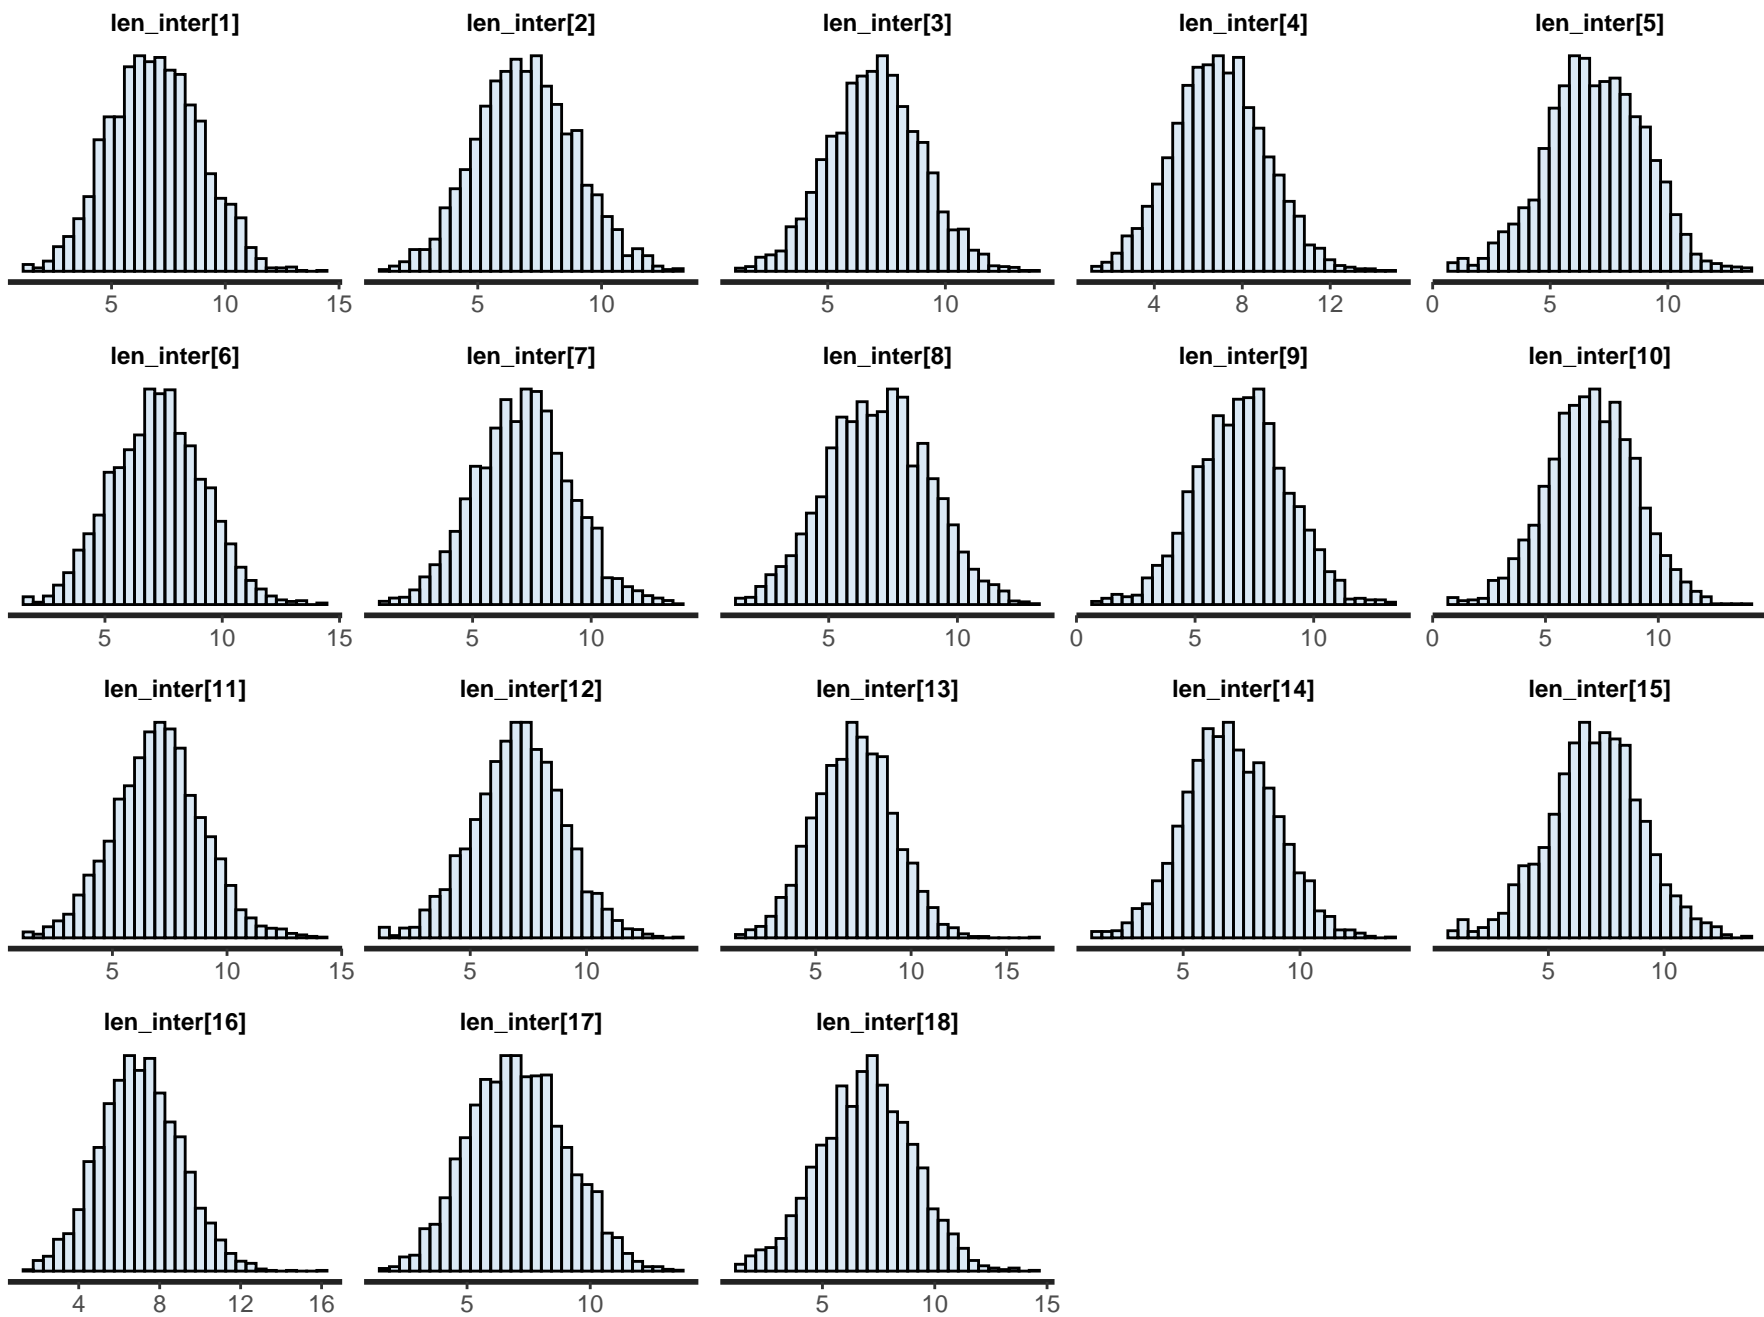 len_inter[1] len_inter[2] len_inter[3] len_inter[4] len_inter[5]
5 10 15 5 10 5 10 4 8 12 0 5 10
len_inter[6] len_inter[7] len_inter[8] len_inter[9] len_inter[10]
5 10 15 5 10 5 10 0 5 10 0 5 10
len_inter[11] len_inter[12] len_inter[13] len_inter[14] len_inter[15]
5 10 15 5 10 5 10 15 5 10 5 10
len_inter[16] len_inter[17] len_inter[18]
4 8 12 16 5 10 5 10 15